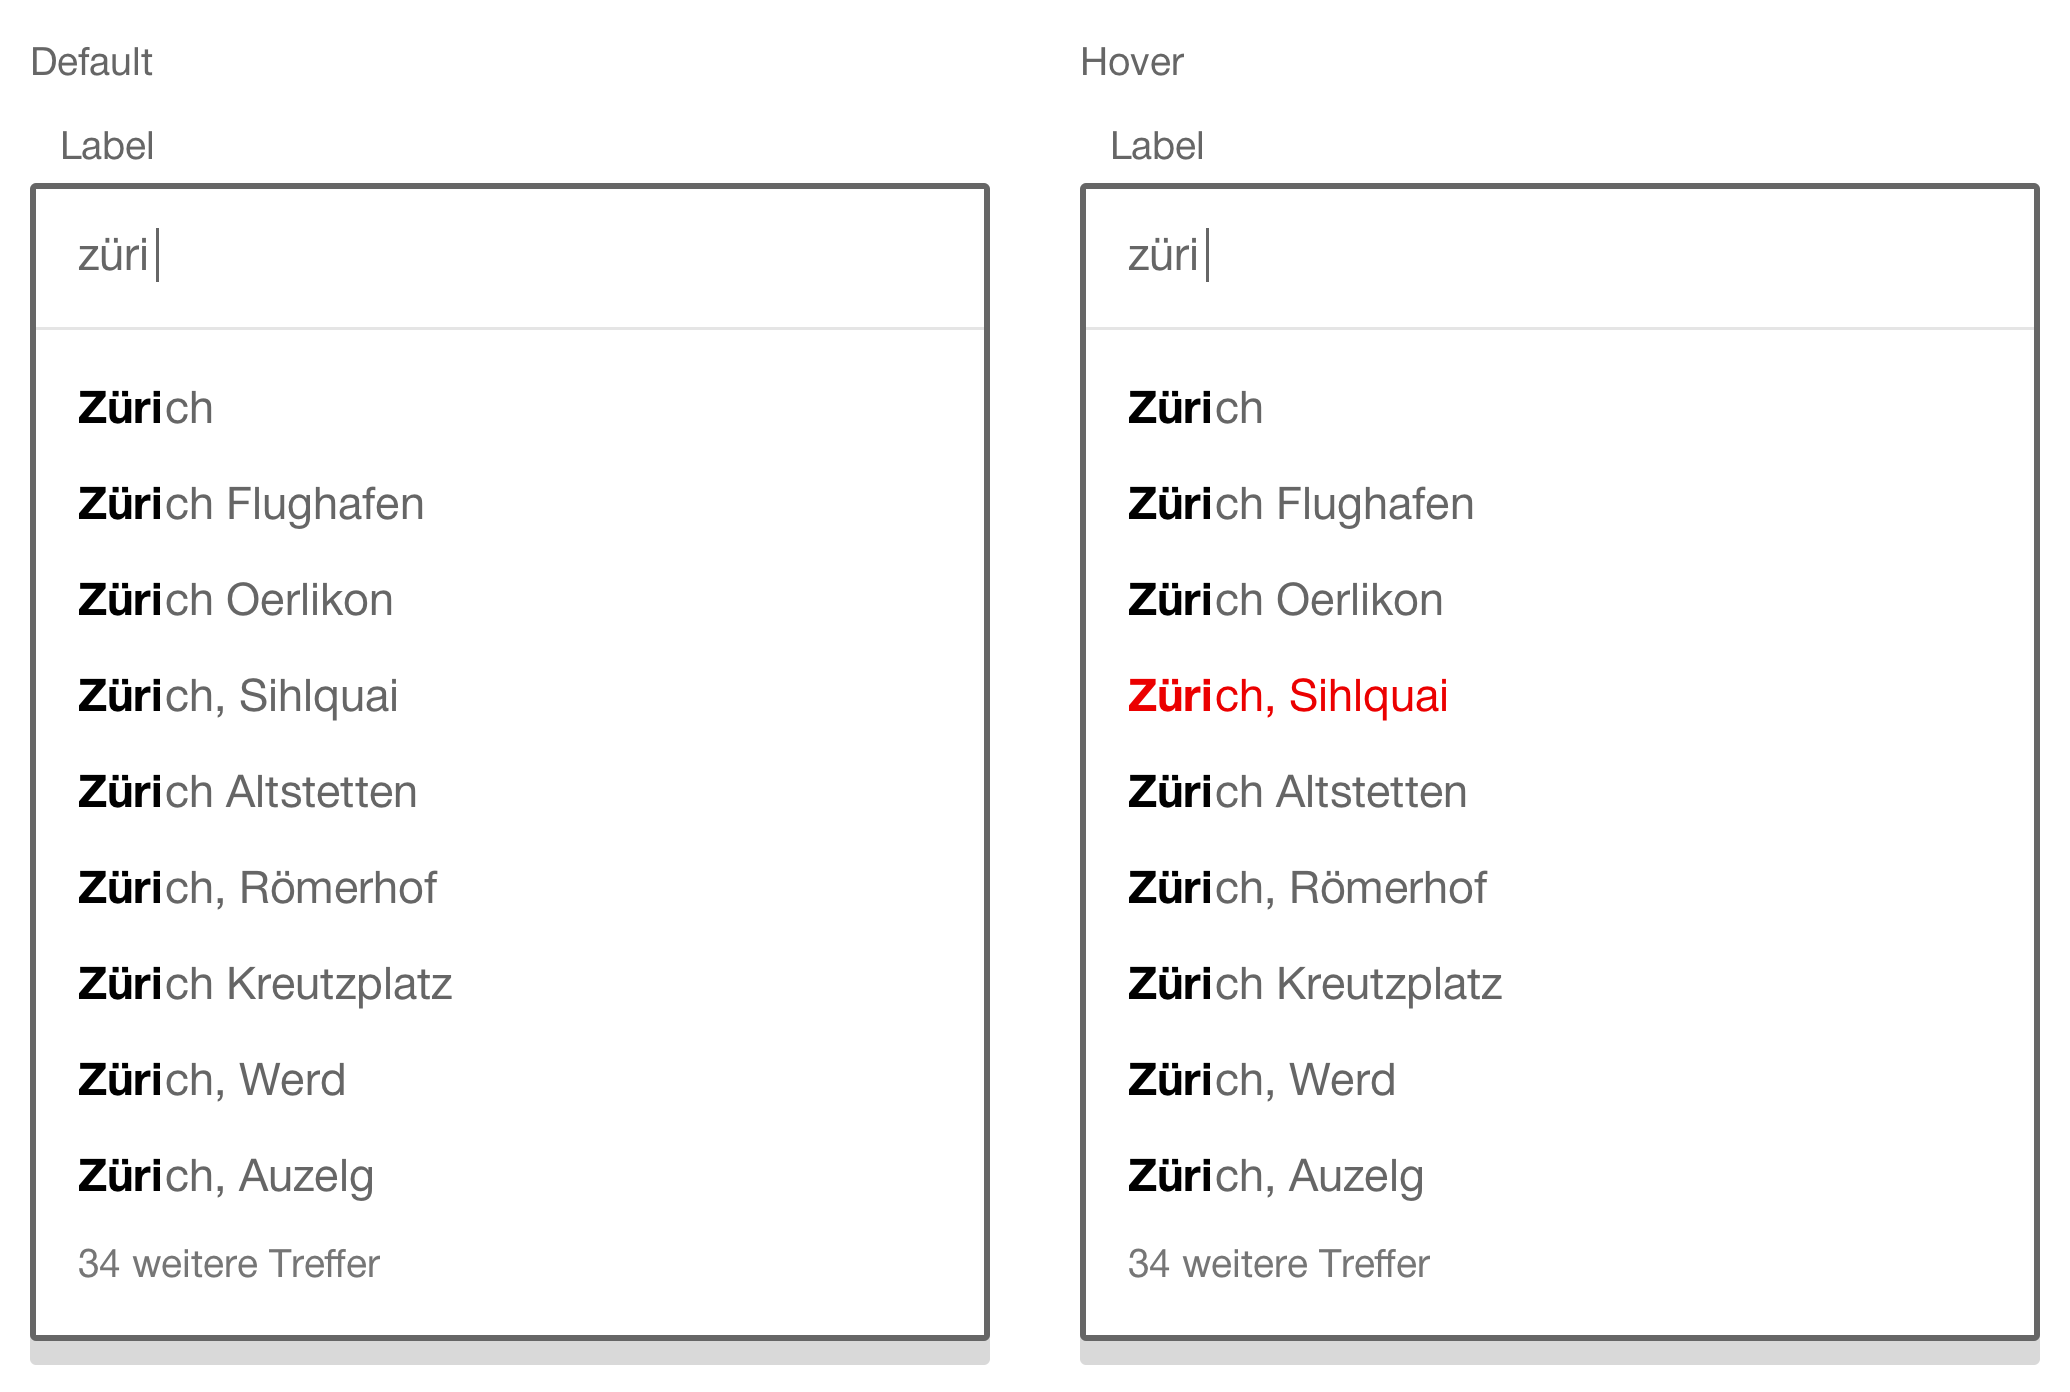 Default
Label
züri
Zürich
Zürich Flughafen
Zürich Oerlikon
Zürich, Sihlquai
Zürich Altstetten
Zürich, Römerhof
Zürich Kreutzplatz
Zürich, Werd
Zürich, Auzelg
34 weitere Treffer
Hover
Label
züri
Zürich
Zürich Flughafen
Zürich Oerlikon
Zürich, Sihlquai
Zürich Altstetten
Zürich, Römerhof
Zürich Kreutzplatz
Zürich, Werd
Zürich, Auzelg
34 weitere Treffer